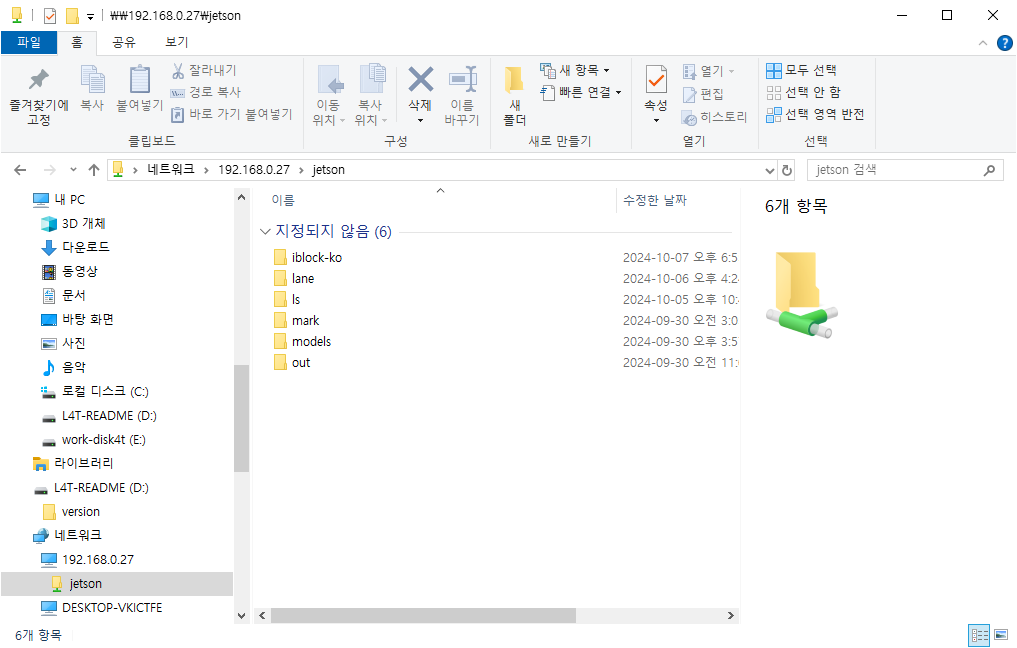 ₩₩192.168.0.27₩jetson
파일 홈 공유 보기
즐겨찾기에 고정
복사
붙여넣기
잘라내기
경로 복사
바로 가기 붙여넣기
클립보드
이동 위치
복사 위치
삭제
이름 바꾸기
구성
새 폴더
새 항목
빠른 연결
새로 만들기
속성
열기
편집
히스토리
열기
모두 선택
선택 안 함
선택 영역 반전
선택
네트워크 > 192.168.0.27 > jetson
jetson 검색
내 PC
3D 개체
다운로드
동영상
문서
바탕 화면
사진
음악
로컬 디스크 (C:)
L4T-README (D:)
work-disk4t (E:)
라이브러리
L4T-README (D:)
version
네트워크
192.168.0.27
jetson
DESKTOP-VKICTFE
이름 수정한 날짜
지정되지 않음 (6)
iblock-ko 2024-10-07 오후 6:5
lane 2024-10-06 오후 4:2
ls 2024-10-05 오후 10:
mark 2024-09-30 오전 3:0
models 2024-09-30 오후 3:5
out 2024-09-30 오전 11:
6개 항목
6개 항목